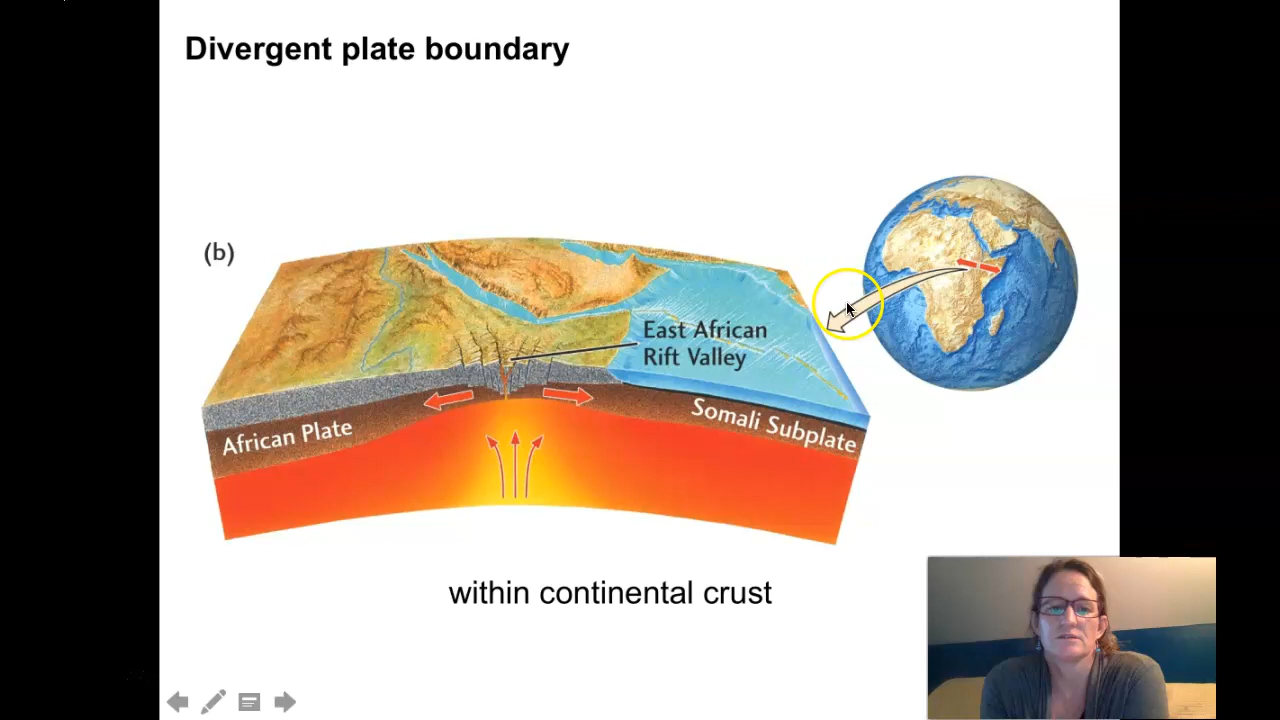 Divergent plate boundary
(b)
East African
Rift Valley
African Plate
Somali Subplate
within continental crust